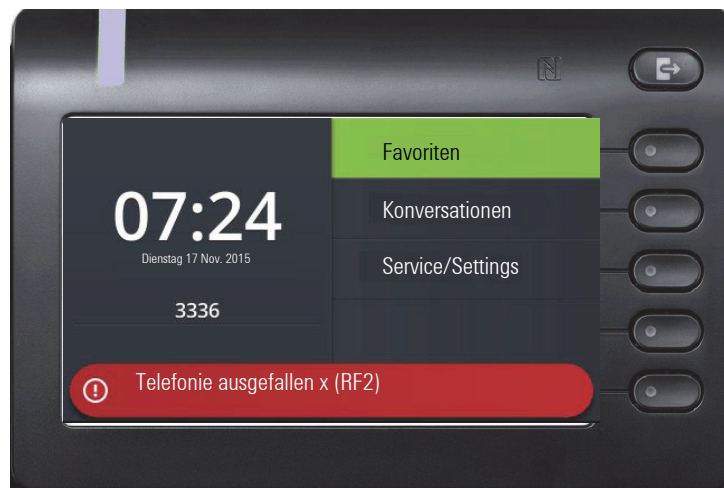 07:24
Dienstag 17 Nov. 2015
3336
Favoriten
Konversationen
Service/Settings
Telefonie ausgefallen x (RF2)